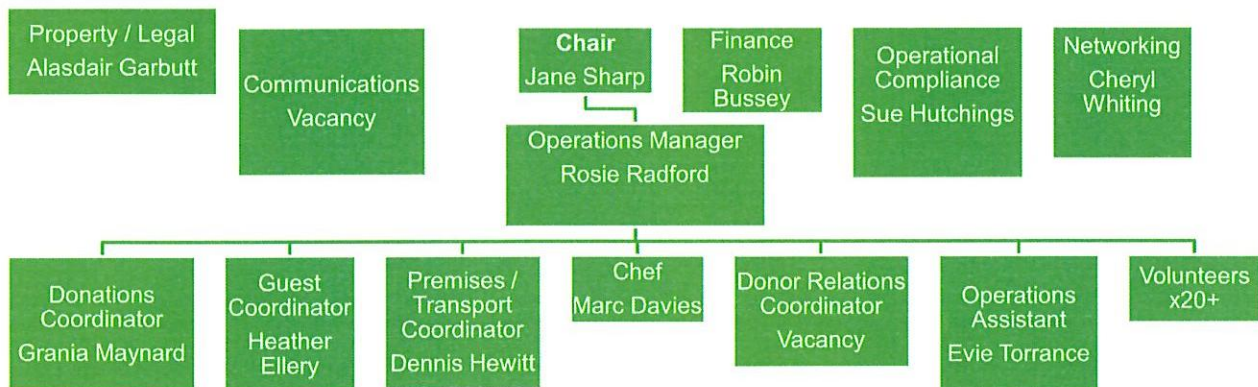 Property / Legal
Alasdair Garbutt
Communications
Vacancy
Chair
Jane Sharp
Finance
Robin
Bussey
Operational
Compliance
Sue Hutchings
Networking
Cheryl
Whiting
Operations Manager
Rosie Radford
Donations
Coordinator
Grania Maynard
Guest
Coordinator
Heather
Ellery
Premises /
Transport
Coordinator
Dennis Hewitt
Chef
Marc Davies
Donor Relations
Coordinator
Vacancy
Operations
Assistant
Evie Torrance
Volunteers
x20+